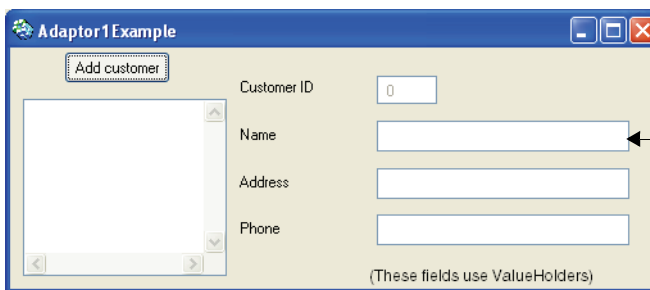 Adaptor1Example
Add customer
Customer ID
0
Name
Address
Phone
(These fields use ValueHolders)